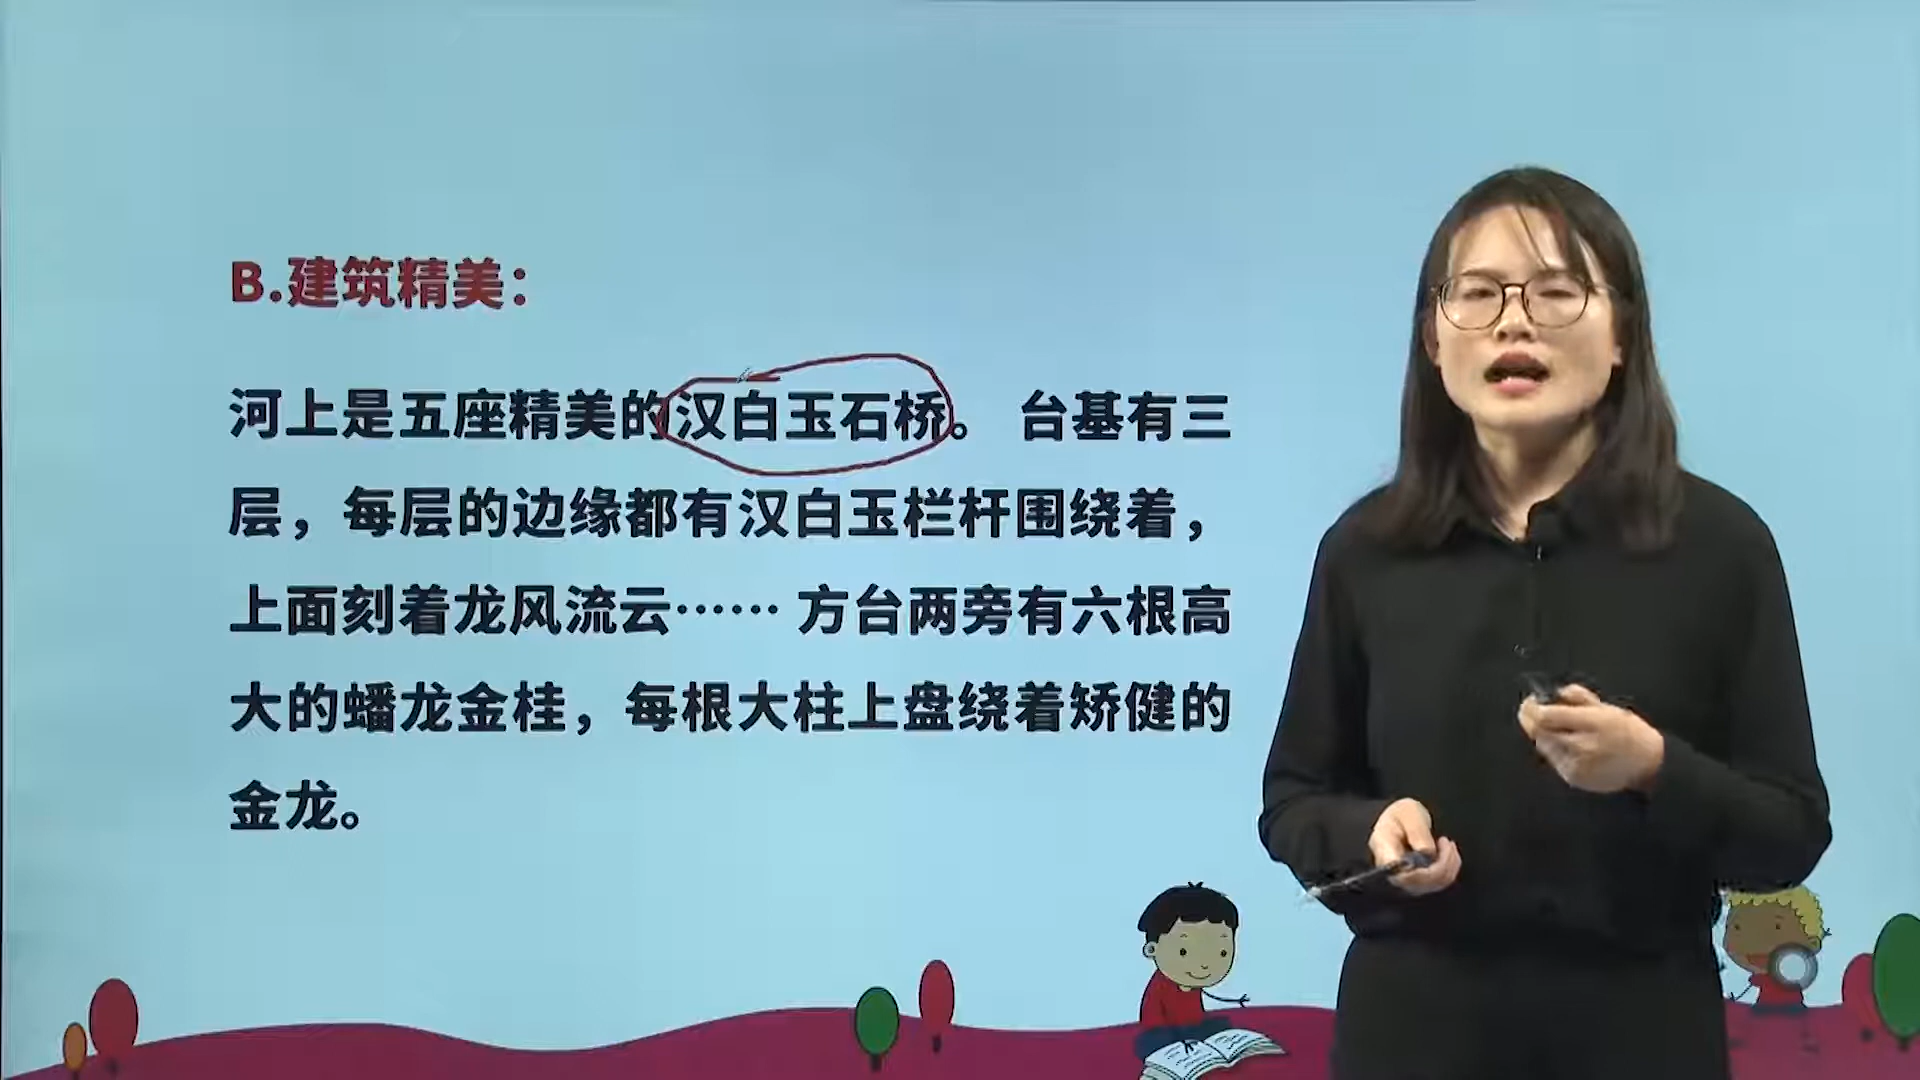 B.建筑精美：
河上是五座精美的汉白玉石桥。 台基有三
层，每层的边缘都有汉白玉栏杆围绕着，
上面刻着龙风流云…… 方台两旁有六根高
大的蟠龙金桂，每根大柱上盘绕着矫健的
金龙。